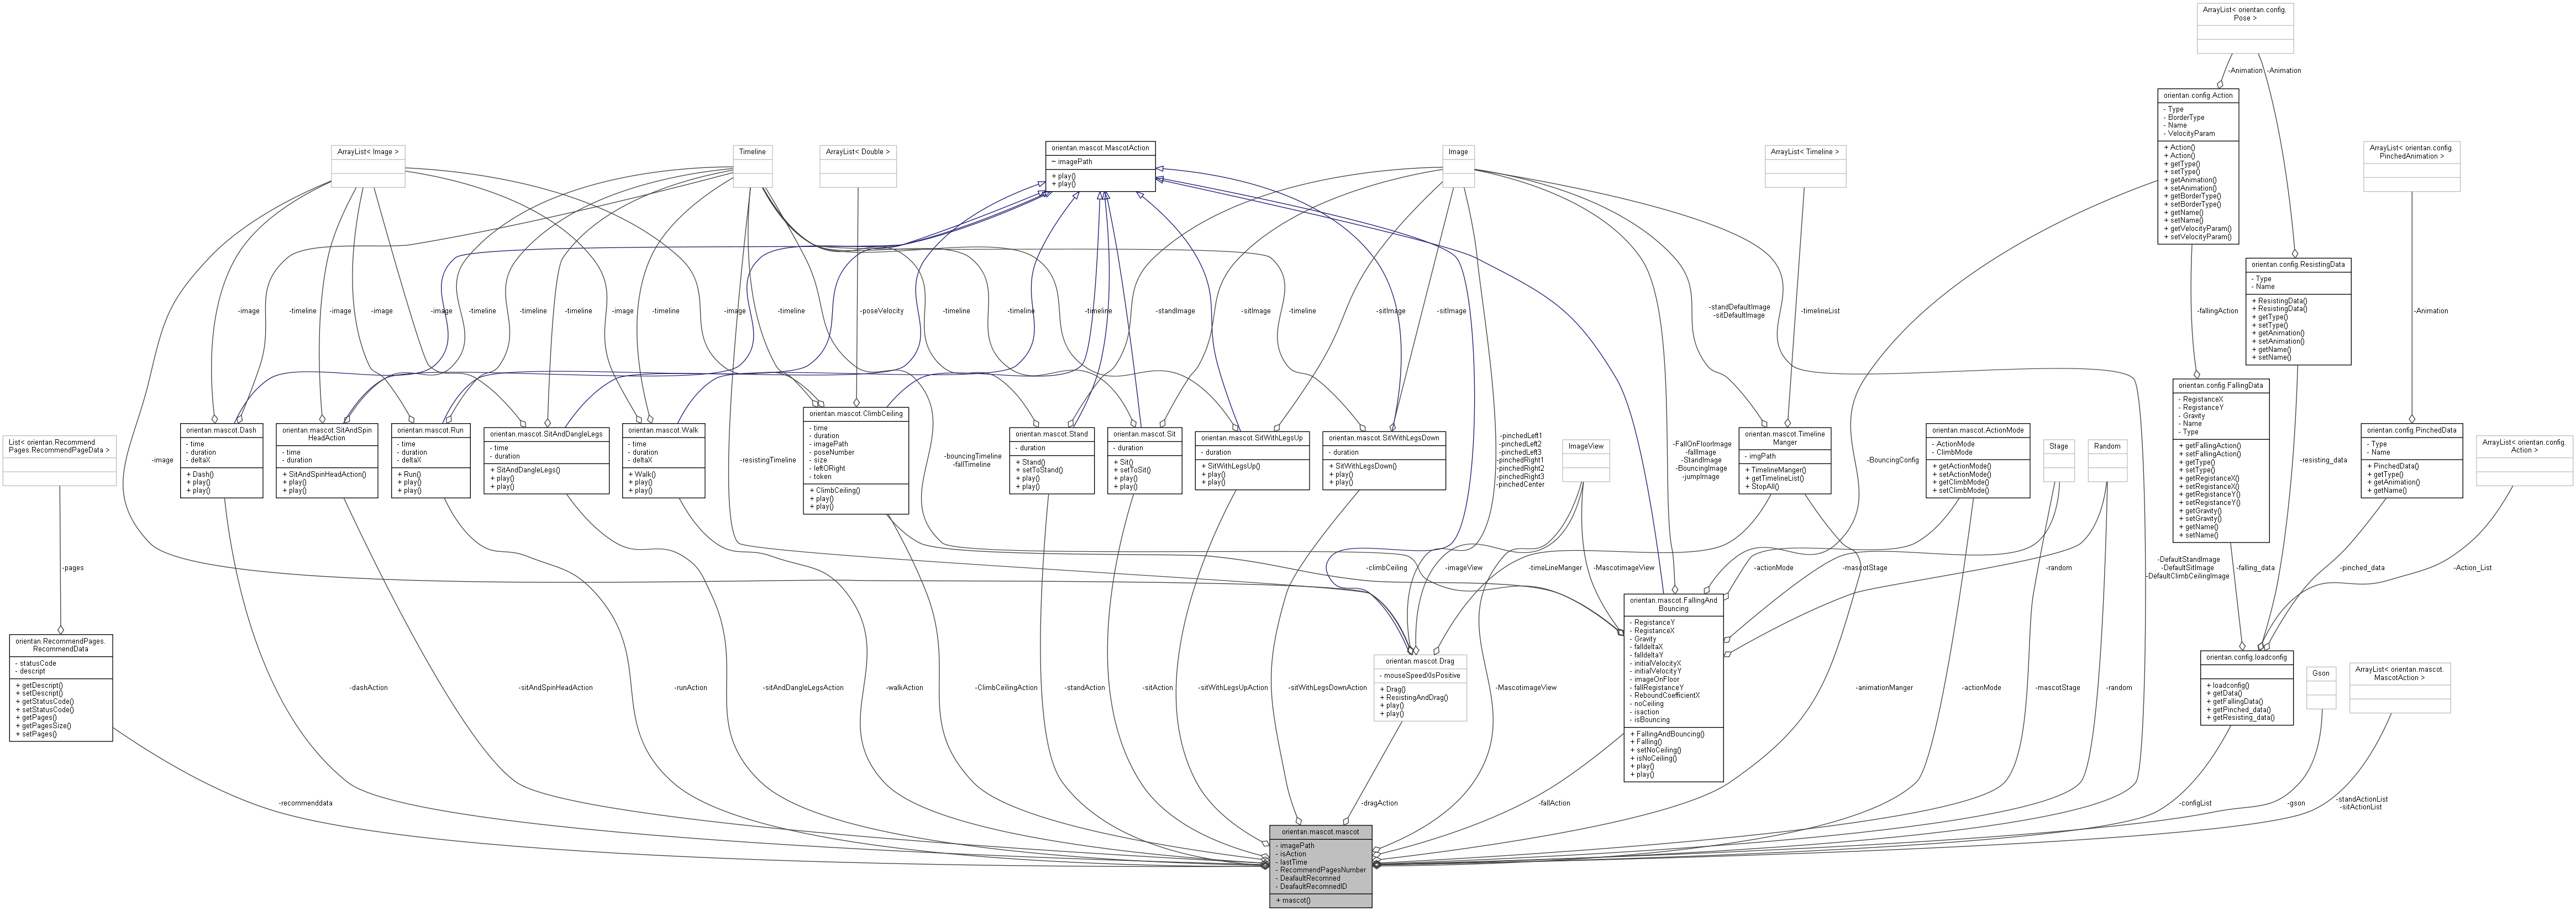 ArrayList< orientan.config.
Pose >
-Animation
-Animation
orientan.config.Action
- Type
- BorderType
- Name
- VelocityParam
+ Action()
+ Action()
+ getType()
+ setType()
+ getAnimation()
+ setAnimation()
+ getBorderType()
+ setBorderType()
+ getName()
+ setName()
+ getVelocityParam()
+ setVelocityParam()
ArrayList< Image >
Timeline
ArrayList< Double >
orientan.mascot.MascotAction
~ imagePath
+ play()
+ play()
Image
ArrayList< Timeline >
ArrayList< orientan.config.
PinchedAnimation >
orientan.config.ResistingData
- Type
- Name
+ ResistingData()
+ ResistingData()
+ getType()
+ setType()
+ getAnimation()
+ setAnimation()
+ getName()
+ setName()
-image
-timeline
-image
-image
-timeline
-image
-timeline
-timeline
-image
-timeline
-image
-timeline
-poseVelocity
-timeline
-timeline
-timeline
-standImage
-sitImage
-timeline
-sitImage
-sitImage
-standDefaultImage
-sitDefaultImage
-timelineList
-fallingAction
-Animation
orientan.config.FallingData
- RegistanceX
- RegistanceY
- Gravity
- Name
- Type
+ getFallingAction()
+ setFallingAction()
+ getType()
+ setType()
+ getRegistanceX()
+ setRegistanceX()
+ getRegistanceY()
+ setRegistanceY()
+ getGravity()
+ setGravity()
+ getName()
+ setName()
List< orientan.Recommend
Pages.RecommendPageData >
-image
orientan.mascot.Dash
- time
- duration
- deltaX
+ Dash()
+ play()
+ play()
orientan.mascot.SitAndSpin
HeadAction
- time
- duration
+ SitAndSpinHeadAction()
+ play()
+ play()
orientan.mascot.Run
- time
- duration
- deltaX
+ Run()
+ play()
+ play()
orientan.mascot.SitAndDangleLegs
- time
- duration
+ SitAndDangleLegs()
+ play()
+ play()
orientan.mascot.Walk
- time
- duration
- deltaX
+ Walk()
+ play()
+ play()
-resistingTimeline
orientan.mascot.ClimbCeiling
- time
- duration
- imagePath
- poseNumber
- size
- leftORight
- token
+ ClimbCeiling()
+ play()
+ play()
-bouncingTimeline
-fallTimeline
orientan.mascot.Stand
- duration
+ Stand()
+ setToStand()
+ play()
+ play()
orientan.mascot.Sit
- duration
+ Sit()
+ setToSit()
+ play()
+ play()
orientan.mascot.SitWithLegsUp
- duration
+ SitWithLegsUp()
+ play()
+ play()
orientan.mascot.SitWithLegsDown
- duration
+ SitWithLegsDown()
+ play()
+ play()
-pinchedLeft1
-pinchedLeft2
-pinchedLeft3
-pinchedRight1
-pinchedRight2
-pinchedRight3
-pinchedCenter
ImageView
-FallOnFloorImage
-fallImage
-StandImage
-BouncingImage
-jumpImage
orientan.mascot.Timeline
Manger
- imgPath
+ TimelineManger()
+ getTimelineList()
+ StopAll()
-BouncingConfig
orientan.mascot.ActionMode
- ActionMode
- ClimbMode
+ getActionMode()
+ setActionMode()
+ getClimbMode()
+ setClimbMode()
Stage
Random
-resisting_data
orientan.config.PinchedData
- Type
- Name
+ PinchedData()
+ getType()
+ getAnimation()
+ getName()
ArrayList< orientan.config.
Action >
-pages
-climbCeiling
-imageView
-timeLineManger
-MascotimageView
-actionMode
-mascotStage
-random
-DefaultStandImage
-DefaultSitImage
-DefaultClimbCeilingImage
-falling_data
-pinched_data
-Action_List
orientan.RecommendPages.
RecommendData
- statusCode
- descript
+ getDescript()
+ setDescript()
+ getStatusCode()
+ setStatusCode()
+ getPages()
+ getPagesSize()
+ setPages()
-dashAction
-sitAndSpinHeadAction
-runAction
-sitAndDangleLegsAction
-walkAction
-ClimbCeilingAction
-standAction
-sitAction
-sitWithLegsUpAction
-sitWithLegsDownAction
orientan.mascot.Drag
- mouseSpeedXIsPositive
+ Drag()
+ ResistingAndDrag()
+ play()
+ play()
-MascotimageView
orientan.mascot.FallingAnd
Bouncing
- RegistanceY
- RegistanceX
- Gravity
- falldeltaX
- falldeltaY
- initialVelocityX
- initialVelocityY
- imageOnFloor
- fallRegistanceY
- ReboundCoefficientX
- noCeiling
- isaction
- isBouncing
+ FallingAndBouncing()
+ Falling()
+ setNoCeiling()
+ isNoCeiling()
+ play()
+ play()
-animationManger
-actionMode
-mascotStage
-random
orientan.config.loadconfig
+ loadconfig()
+ getData()
+ getFallingData()
+ getPinched_data()
+ getResisting_data()
Gson
ArrayList< orientan.mascot.
MascotAction >
-recommenddata
-dragAction
-fallAction
-configList
-gson
-standActionList
-sitActionList
orientan.mascot.mascot
- imagePath
- isAction
- lastTime
- RecommendPagesNumber
- DeafaultRecomned
- DeafaultRecomnedID
+ mascot()